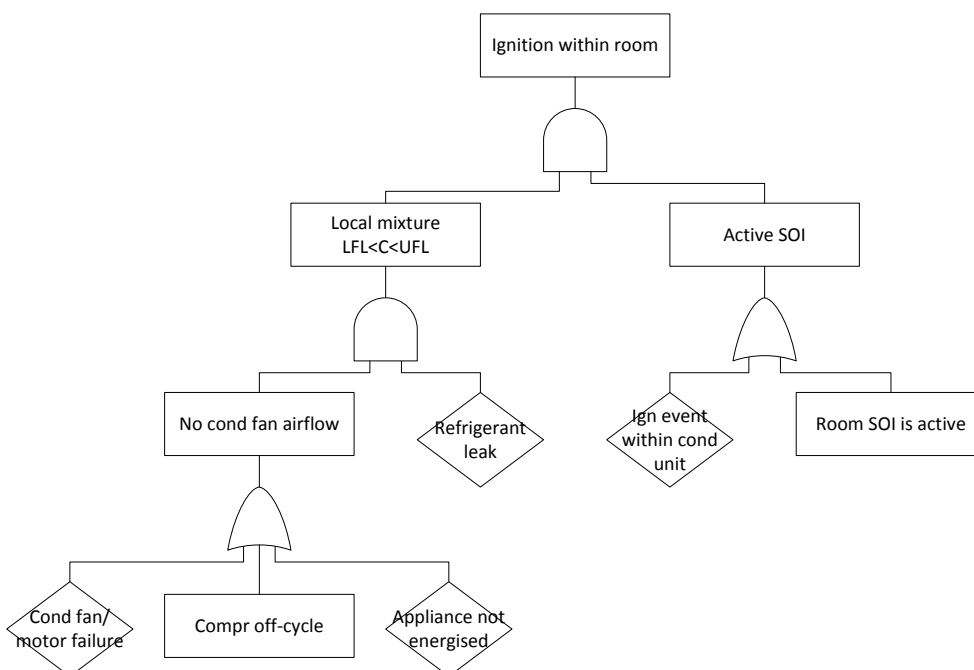 Ignition within room
Local mixture
LFL<C<UFL
Active SOI
No cond fan airflow
Refrigerant
leak
Ign event
within cond
unit
Room SOI is active
Cond fan/
motor failure
Compr off-cycle
Appliance not
energised